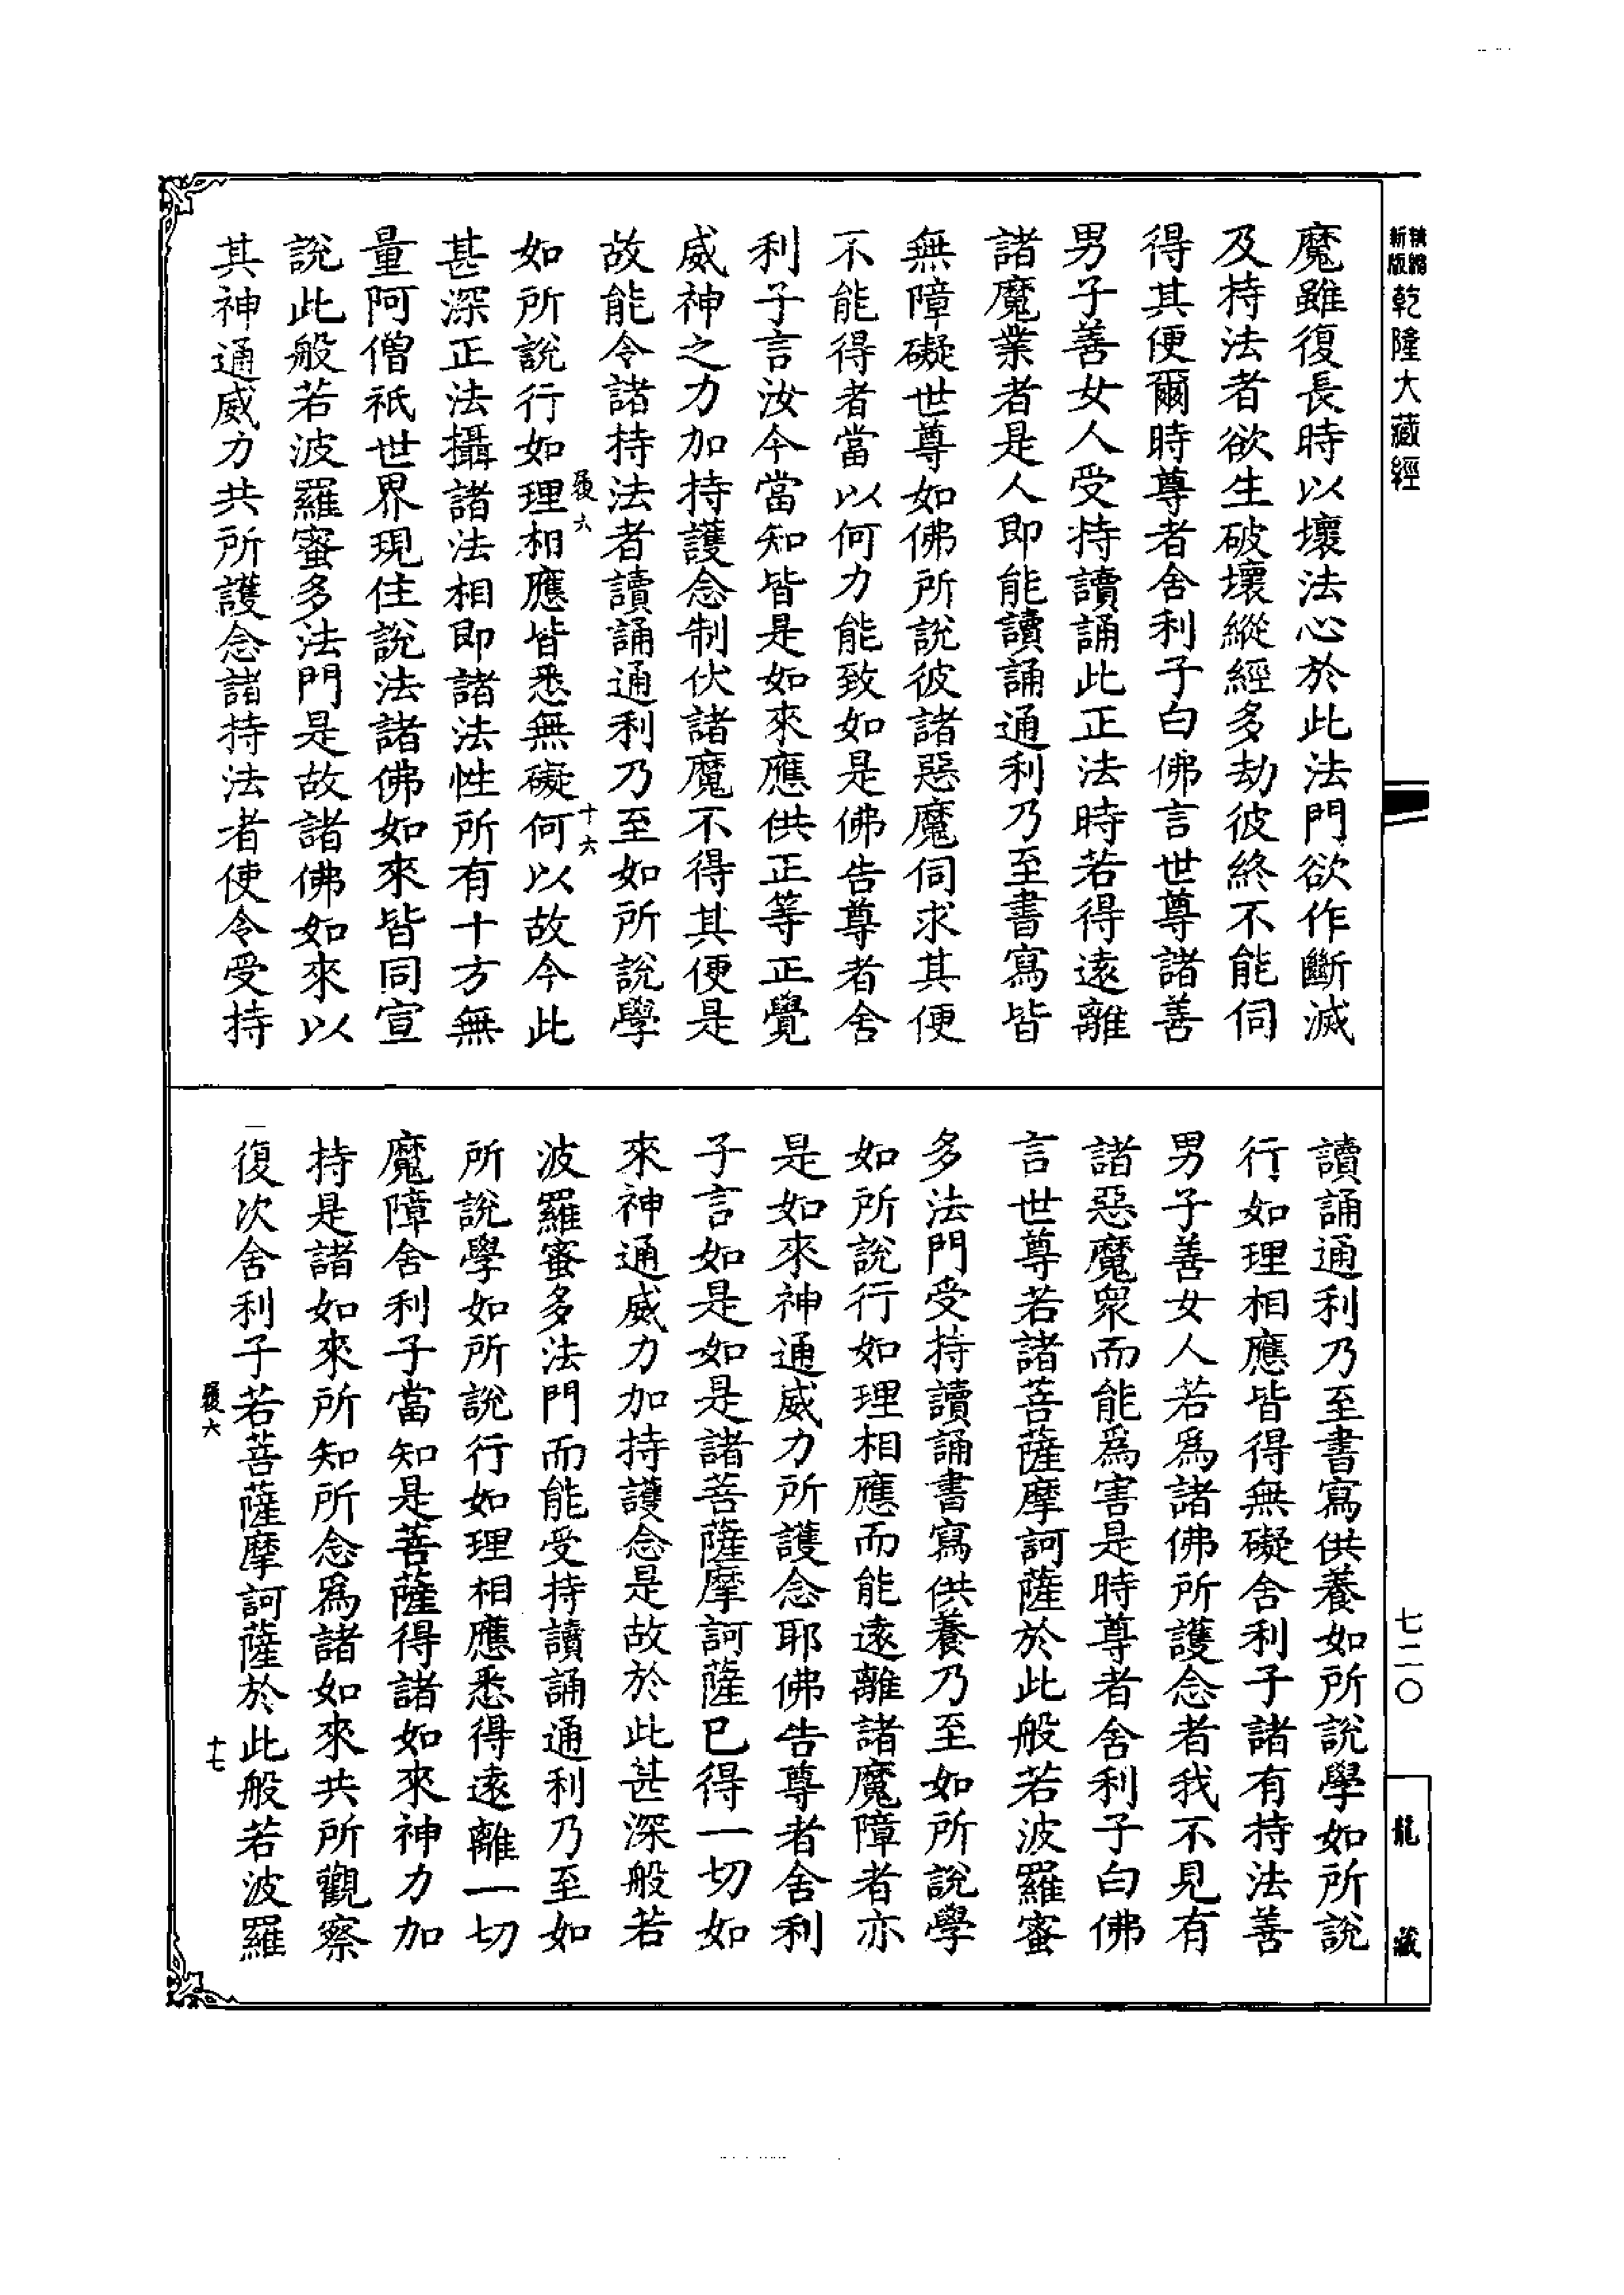 新版
乾隆大藏經
魔雖復長時以壞法心於此法門欲作斷滅
及持法者欲生破壞縱經多劫彼終不能伺
得其便爾時尊者舍利子白佛言世尊諸善
男子善女人受持讀誦此正法時若得遠離
諸魔業者是人即能讀誦通利乃至書寫皆
無障礙世尊如佛所說彼諸惡魔伺求其便
不能得者當以何力能致如是佛告尊者舍
利子言汝今當知皆是如來應供正等正覺
威神之力加持護念制伏諸魔不得其便是
故能令諸持法者讀誦通利乃至如所說學
履六
十六
如所說行如理相應皆悉無礙何以故今此
甚深正法攝諸法相即諸法性所有十方無
量阿僧祇世界現住說法諸佛如來皆同宣
說此般若波羅蜜多法門是故諸佛如來以
其神通威力共所護念諸持法者使令受持
讀誦通利乃至書寫供養如所說學如所說
行如理相應皆得無礙舍利子諸有持法善
男子善女人若為諸佛所護念者我不見有
諸惡魔眾而能為害是時尊者舍利子白佛
言世尊若諸菩薩摩訶薩於此般若波羅蜜
多法門受持讀誦書寫供養乃至如所說學
如所說行如理相應而能遠離諸魔障者亦
是如來神通威力所護念耶佛告尊者舍利
子言如是如是諸菩薩摩訶薩已得一切如
來神通威力加持護念是故於此甚深般若
波羅蜜多法門而能受持讀誦通利乃至如
所說學如所說行如理相應悉得遠離一切
魔障舍利子當知是菩薩得諸如來神力加
持是諸如來所知所念為諸如來共所觀察
復次舍利子若菩薩摩訶薩於此般若波羅
履六
十七
七二〇
龍藏